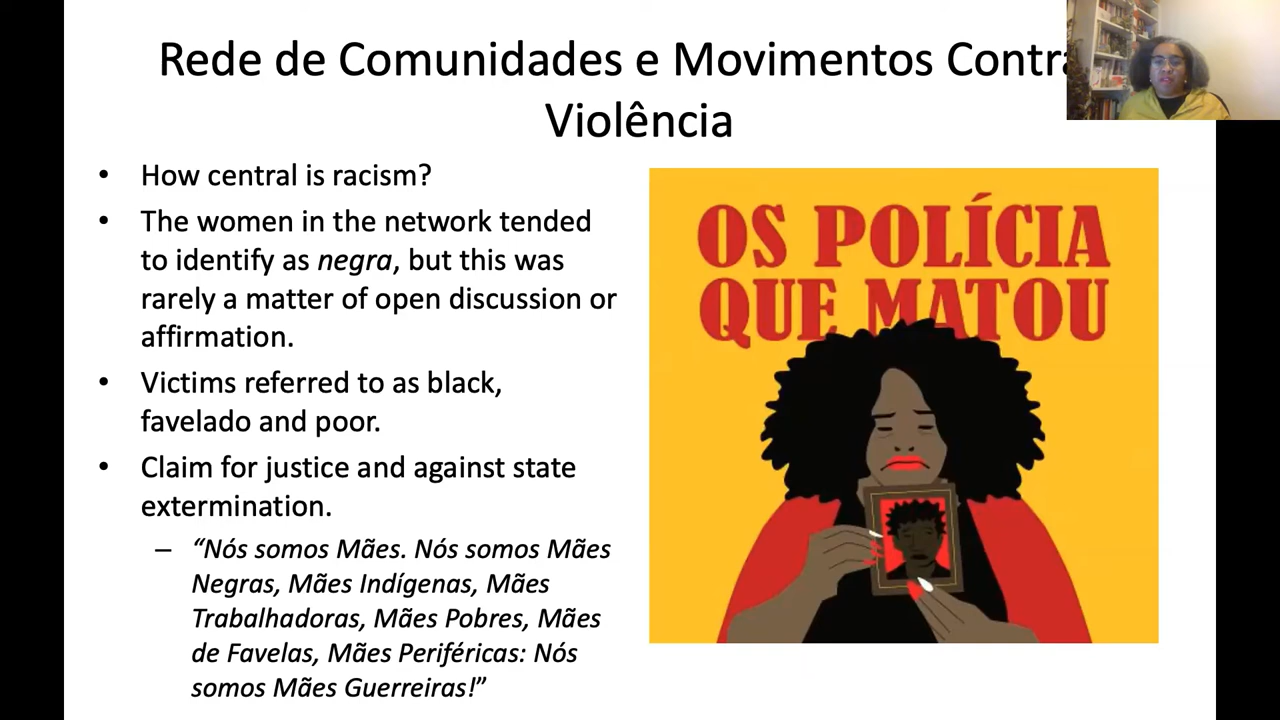 Rede de Comunidades e Movimentos Contra
Violência
• How central is racism?
• The women in the network tended
to identify as negra, but this was
rarely a matter of open discussion or
affirmation.
• Victims referred to as black,
favelado and poor.
• Claim for justice and against state
extermination.
– “Nós somos Mães. Nós somos Mães
Negras, Mães Indígenas, Mães
Trabalhadoras, Mães Pobres, Mães
de Favelas, Mães Periféricas: Nós
somos Mães Guerreiras!”
OS POLÍCIA
QUE MATOU